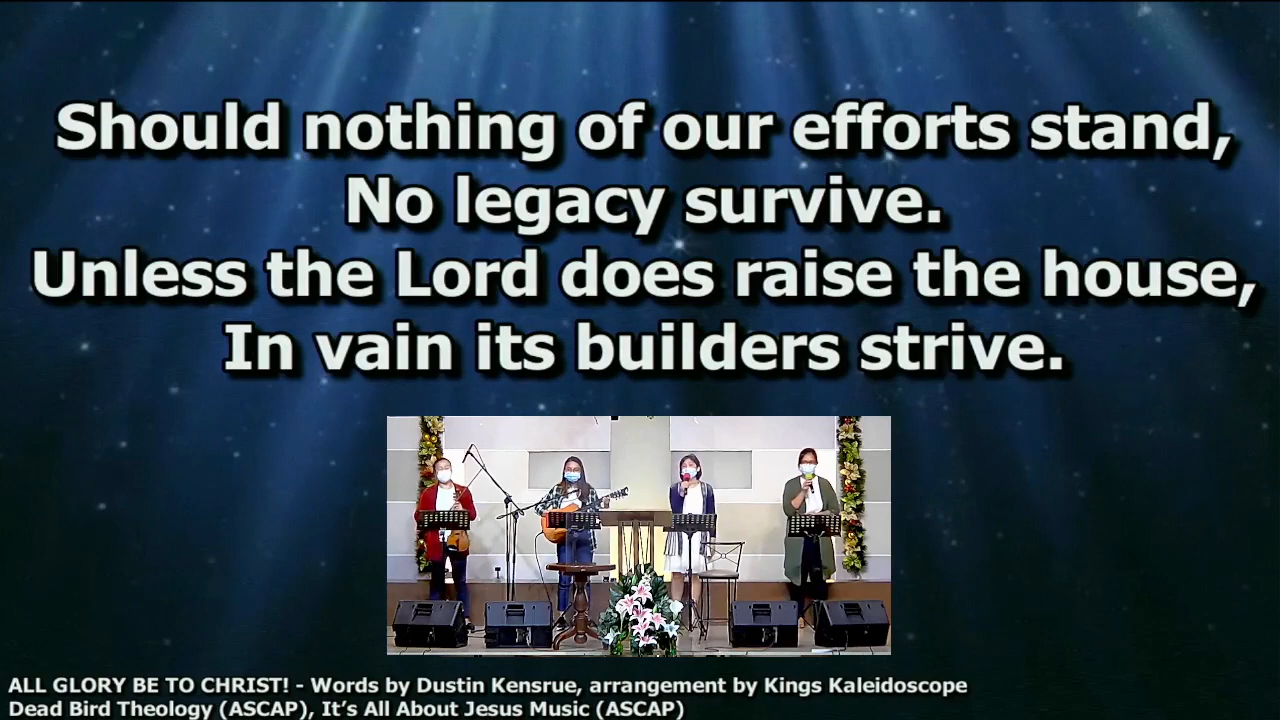 Should nothing of our efforts stand,
No legacy survive.
Unless the Lord does raise the house,
In vain its builders strive.
ALL GLORY BE TO CHRIST! - Words by Dustin Kensrue, arrangement by Kings Kaleidoscope
Dead Bird Theology (ASCAP), It's All About Jesus Music (ASCAP)